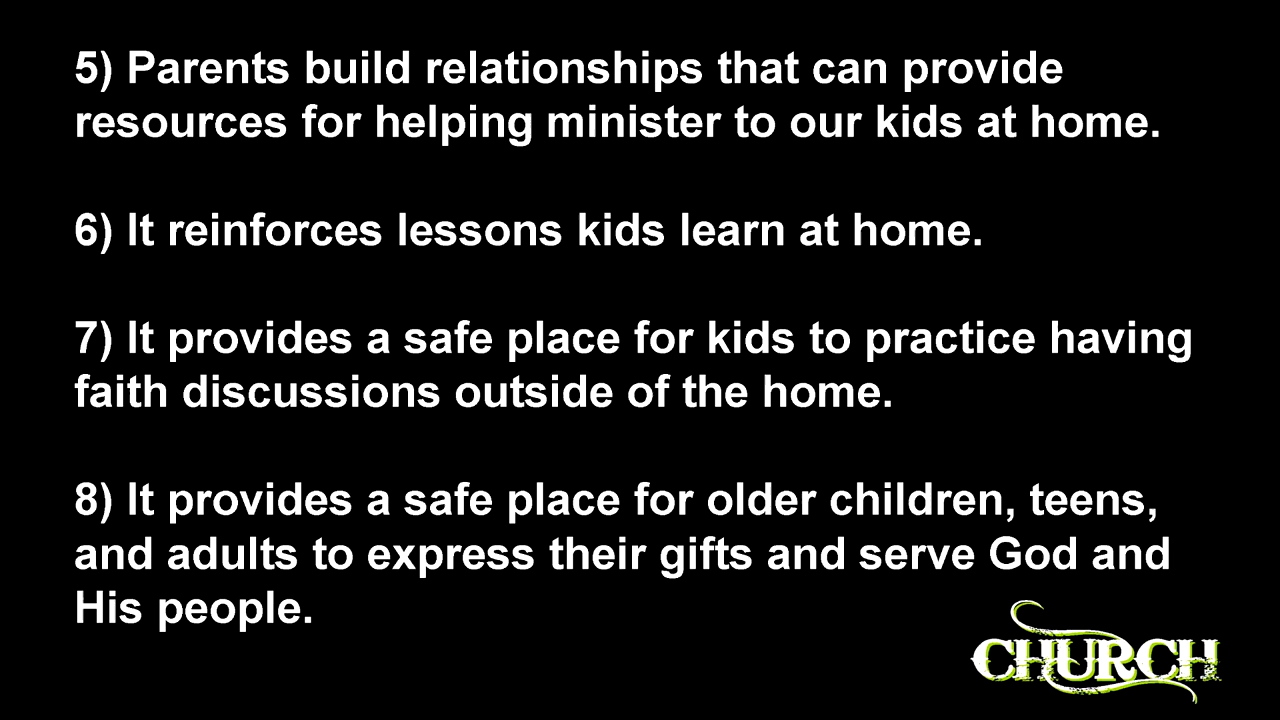 5) Parents build relationships that can provide
resources for helping minister to our kids at home.
6) It reinforces lessons kids learn at home.
7) It provides a safe place for kids to practice having
faith discussions outside of the home.
8) It provides a safe place for older children, teens,
and adults to express their gifts and serve God and
His people.
CHURCH